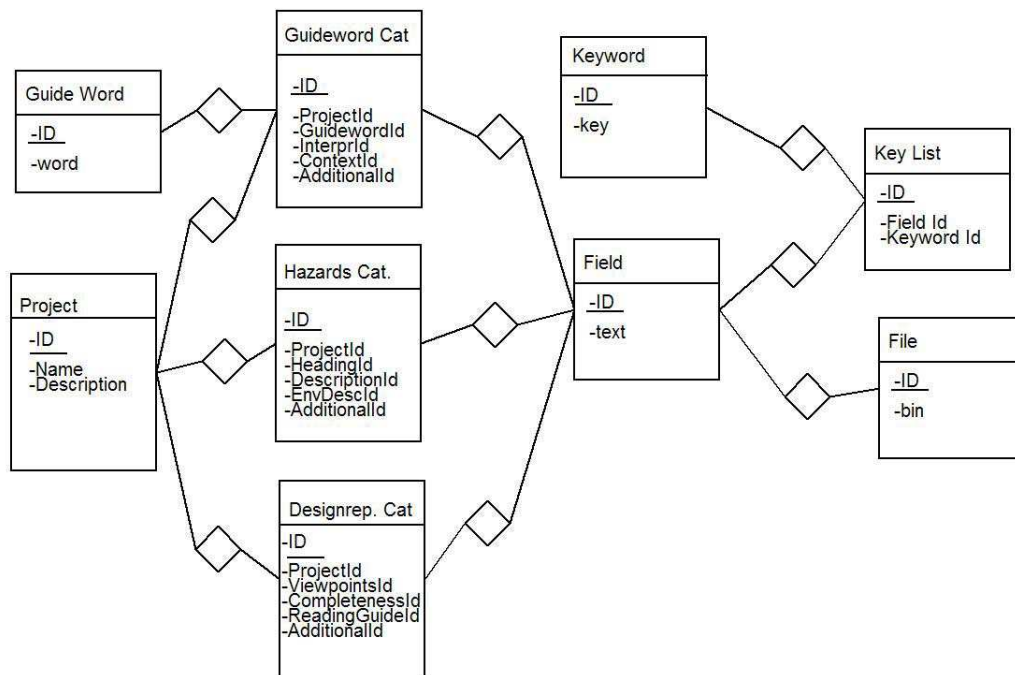 Guide Word
-ID
-word
Guideword Cat
-ID
-ProjectId
-GuidewordId
-InterprId
-ContextId
-AdditionalId
Keyword
-ID
-key
Key List
-ID
-Field Id
-Keyword Id
Project
-ID
-Name
-Description
Hazards Cat.
-ID
-ProjectId
-HeadingId
-DescriptionId
-EnvDescId
-AdditionalId
Field
-ID
-text
File
-ID
-bin
Designrep. Cat
-ID
-ProjectId
-ViewpointsId
-CompletenessId
-ReadingGuideId
-AdditionalId